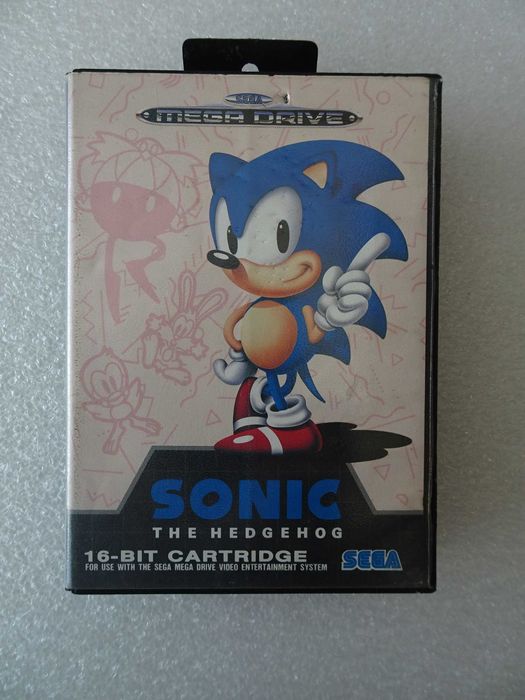 SEGA
MEGA DRIVE
SONIC
THE HEDGEHOG
16-BIT CARTRIDGE
FOR USE WITH THE SEGA MEGA DRIVE VIDEO ENTERTAINMENT SYSTEM
SEGA